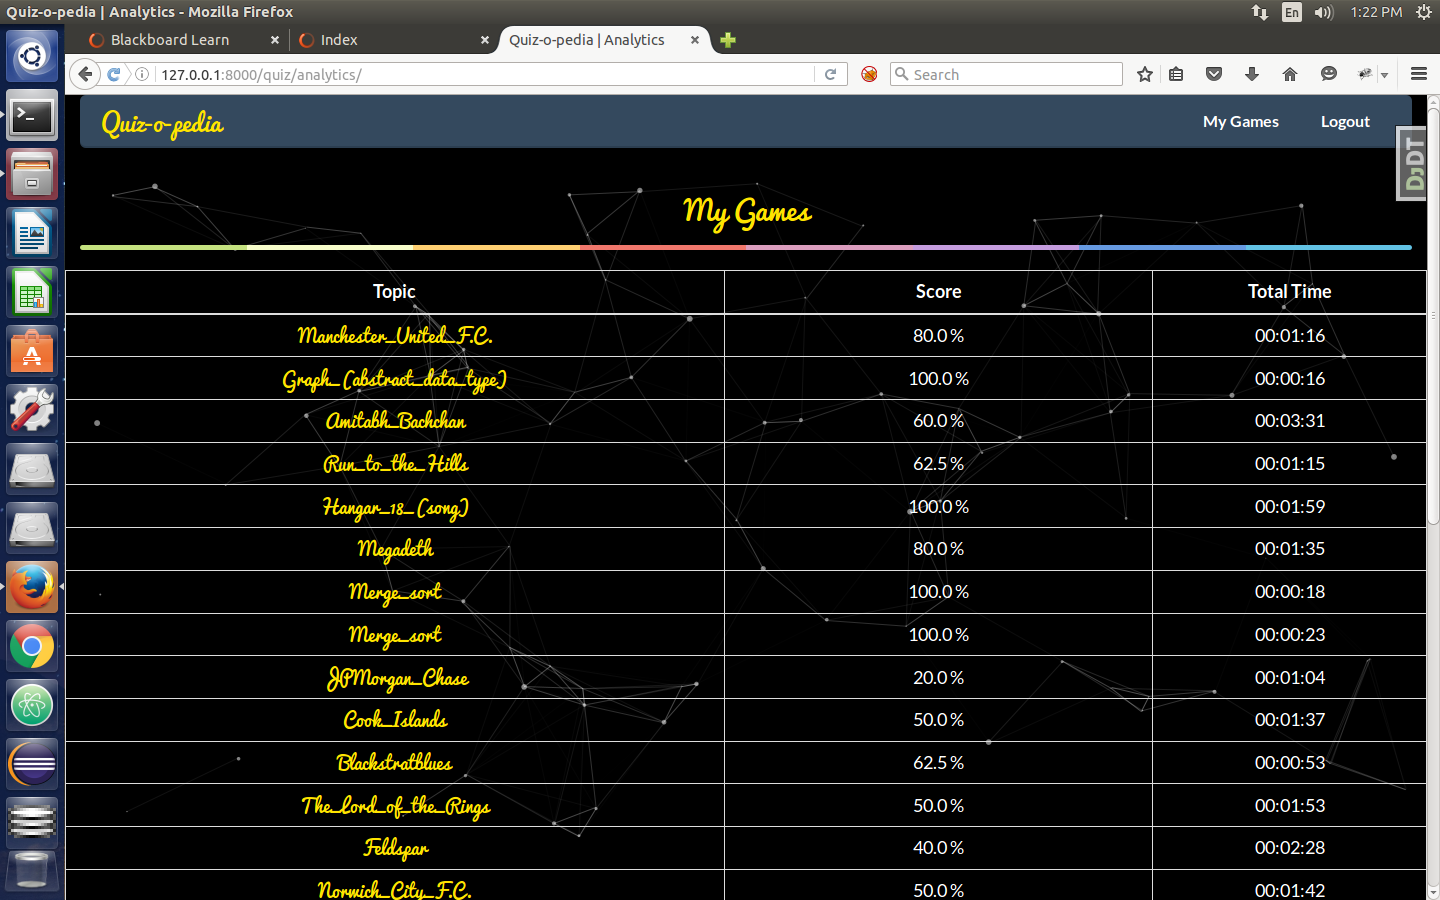 Quiz-o-pedia | Analytics - Mozilla Firefox
En
1:22 PM
Blackboard Learn
Index
Quiz-o-pedia | Analytics
127.0.0.1:8000/quiz/analytics/
Search
Quiz-o-pedia
My Games
Logout
DjDT
My Games
Topic Score Total Time
Manchester_United_F.C. 80.0 % 00:01:16
Graph_(abstract_data_type) 100.0 % 00:00:16
Amitabh_Bachchan 60.0 % 00:03:31
Run_to_the_Hills 62.5 % 00:01:15
Hangar_18_(song) 100.0 % 00:01:59
Megadeth 80.0 % 00:01:35
Merge_sort 100.0 % 00:00:18
Merge_sort 100.0 % 00:00:23
JPMorgan_Chase 20.0 % 00:01:04
Cook_Islands 50.0 % 00:01:37
Blackstratblues 62.5 % 00:00:53
The_Lord_of_the_Rings 50.0 % 00:01:53
Feldspar 40.0 % 00:02:28
Norwich_City_F.C. 50.0 % 00:01:42